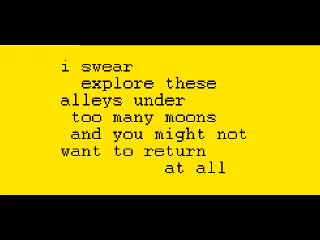 i swear
explore these
alleys under
too many moons
and you might not
want to return
at all